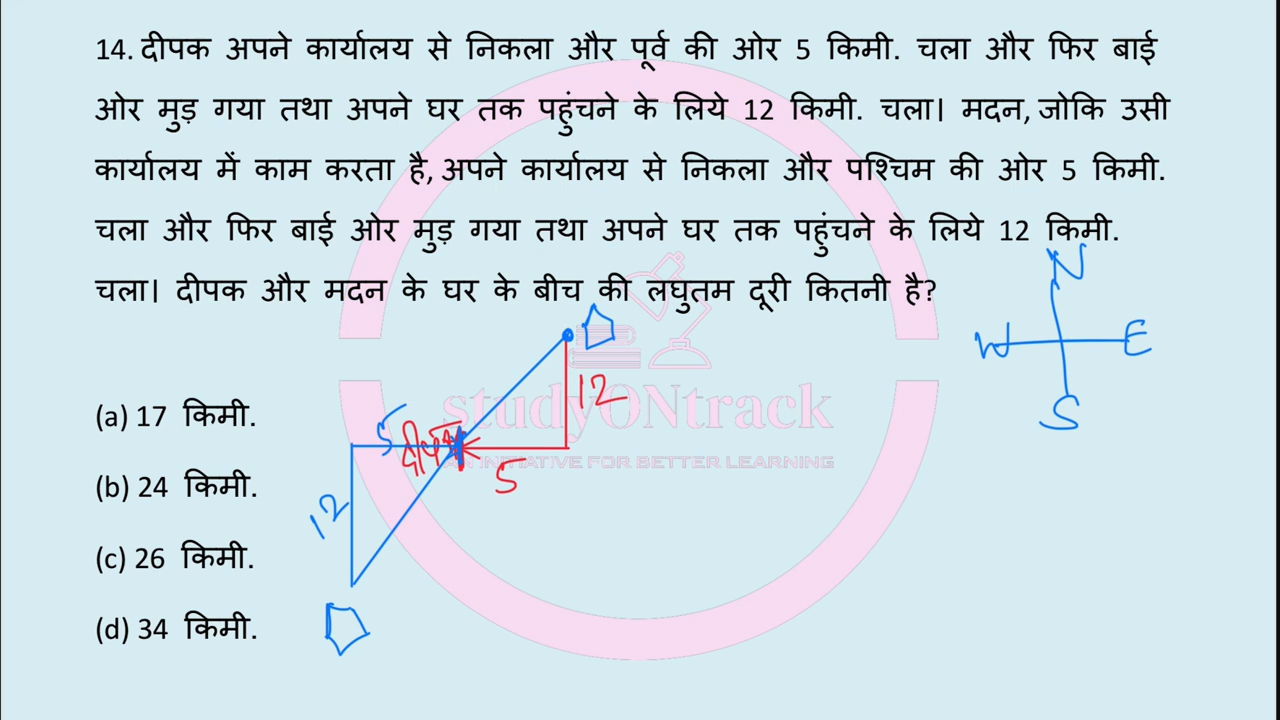 14. दीपक अपने कार्यालय से निकला और पूर्व की ओर 5 किमी. चला और फिर बाई
ओर मुड़ गया तथा अपने घर तक पहुंचने के लिये 12 किमी. चला। मदन, जोकि उसी
कार्यालय में काम करता है, अपने कार्यालय से निकला और पश्चिम की ओर 5 किमी.
चला और फिर बाई ओर मुड़ गया तथा अपने घर तक पहुंचने के लिये 12 किमी.
चला। दीपक और मदन के घर के बीच की लघुतम दूरी कितनी है?
N
W E
S
12
(a) 17 किमी.
studyONtrack
5 दीपक
AN INITIATIVE FOR BETTER LEARNING
5
(b) 24 किमी.
12
(c) 26 किमी.
(d) 34 किमी.